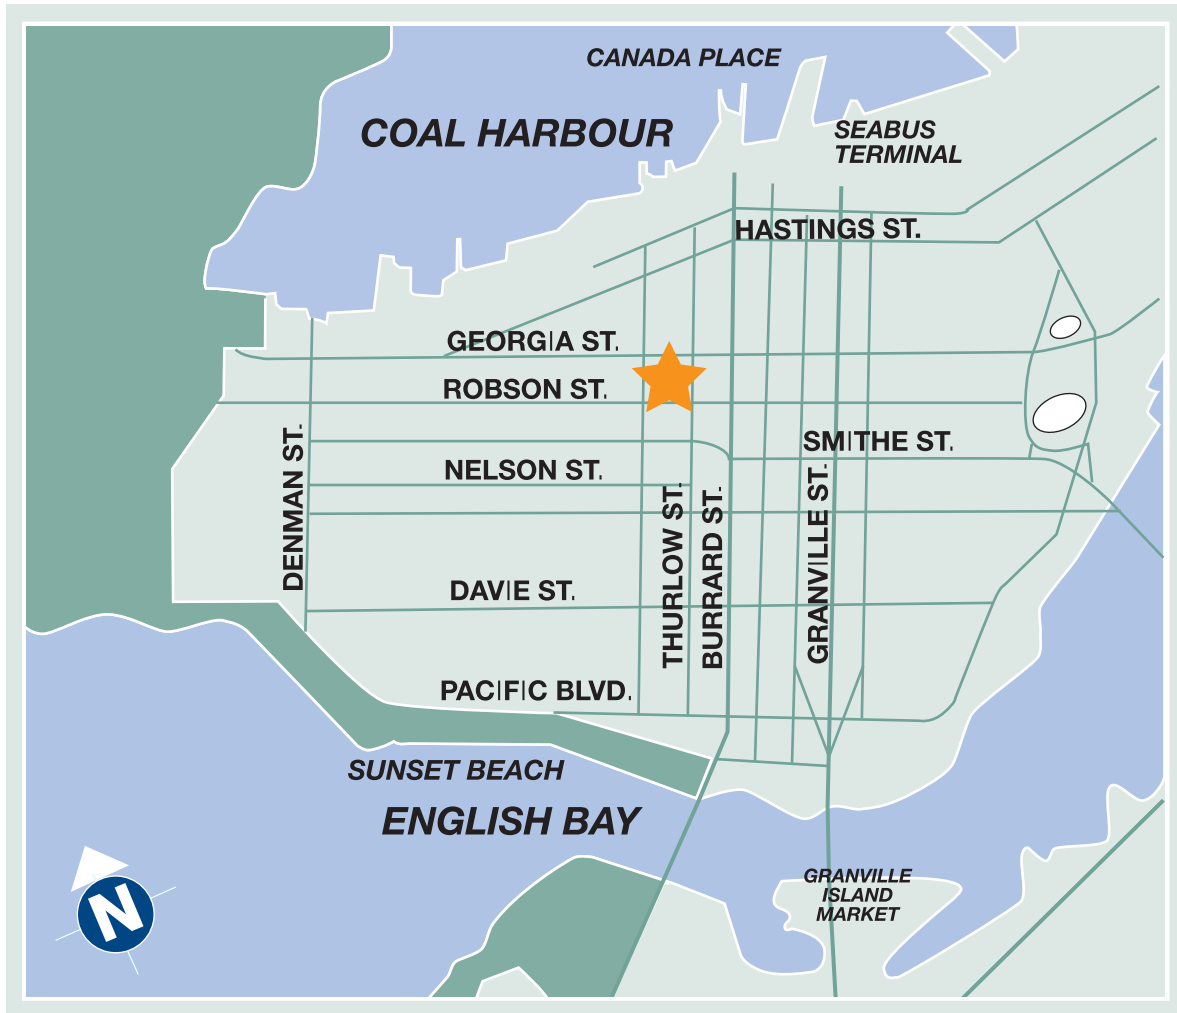 CANADA PLACE
COAL HARBOUR
SEABUS
TERMINAL
HASTINGS ST.
GEORGIA ST.
ROBSON ST.
SMITHE ST.
DENMAN ST.
NELSON ST.
THURLOW ST.
BURRARD ST.
GRANVILLE ST.
DAVIE ST.
PACIFIC BLVD.
SUNSET BEACH
ENGLISH BAY
GRANVILLE
ISLAND
MARKET
N